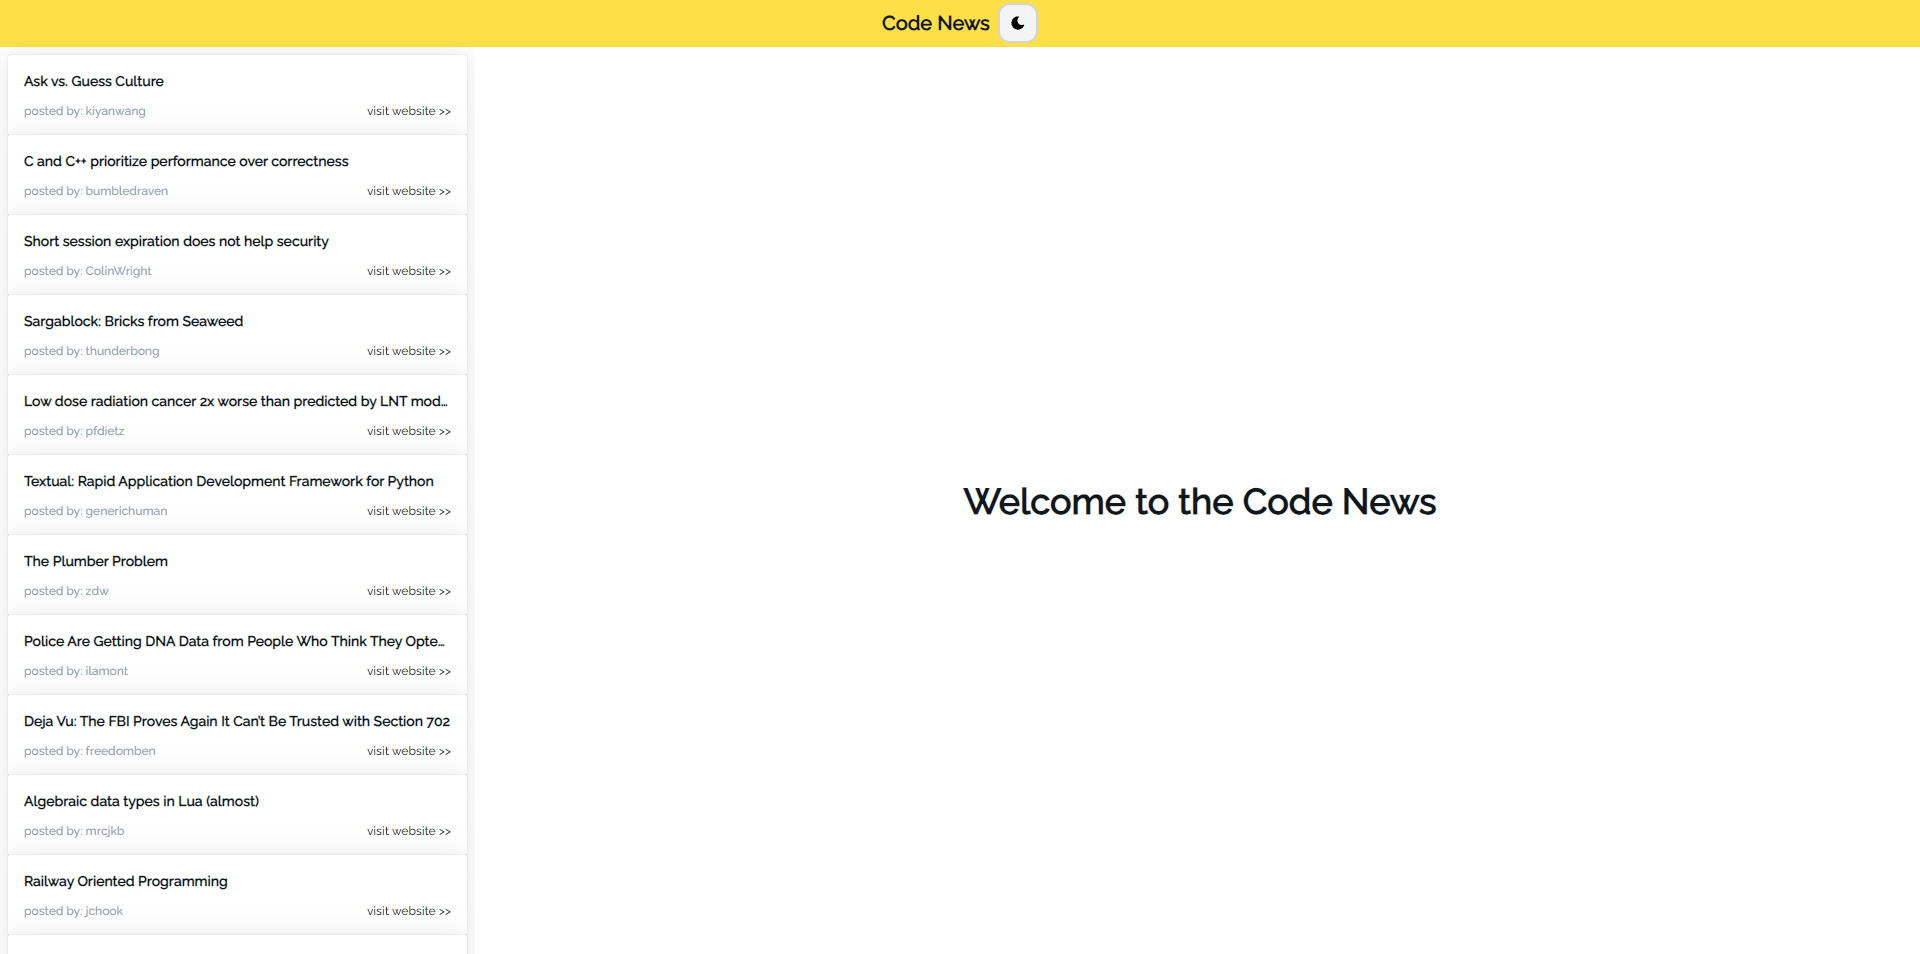 Code News
Ask vs. Guess Culture
posted by: kiyanwang visit website >>
C and C++ prioritize performance over correctness
posted by: bumbledraven visit website >>
Short session expiration does not help security
posted by: ColinWright visit website >>
Sargablock: Bricks from Seaweed
posted by: thunderbong visit website >>
Low dose radiation cancer 2x worse than predicted by LNT mod...
posted by: pfdietz visit website >>
Textual: Rapid Application Development Framework for Python
posted by: generichuman visit website >>
The Plumber Problem
posted by: zdw visit website >>
Police Are Getting DNA Data from People Who Think They Opte...
posted by: ilamont visit website >>
Deja Vu: The FBI Proves Again It Can't Be Trusted with Section 702
posted by: freedomben visit website >>
Algebraic data types in Lua (almost)
posted by: mrcjkb visit website >>
Railway Oriented Programming
posted by: jchook visit website >>
Welcome to the Code News